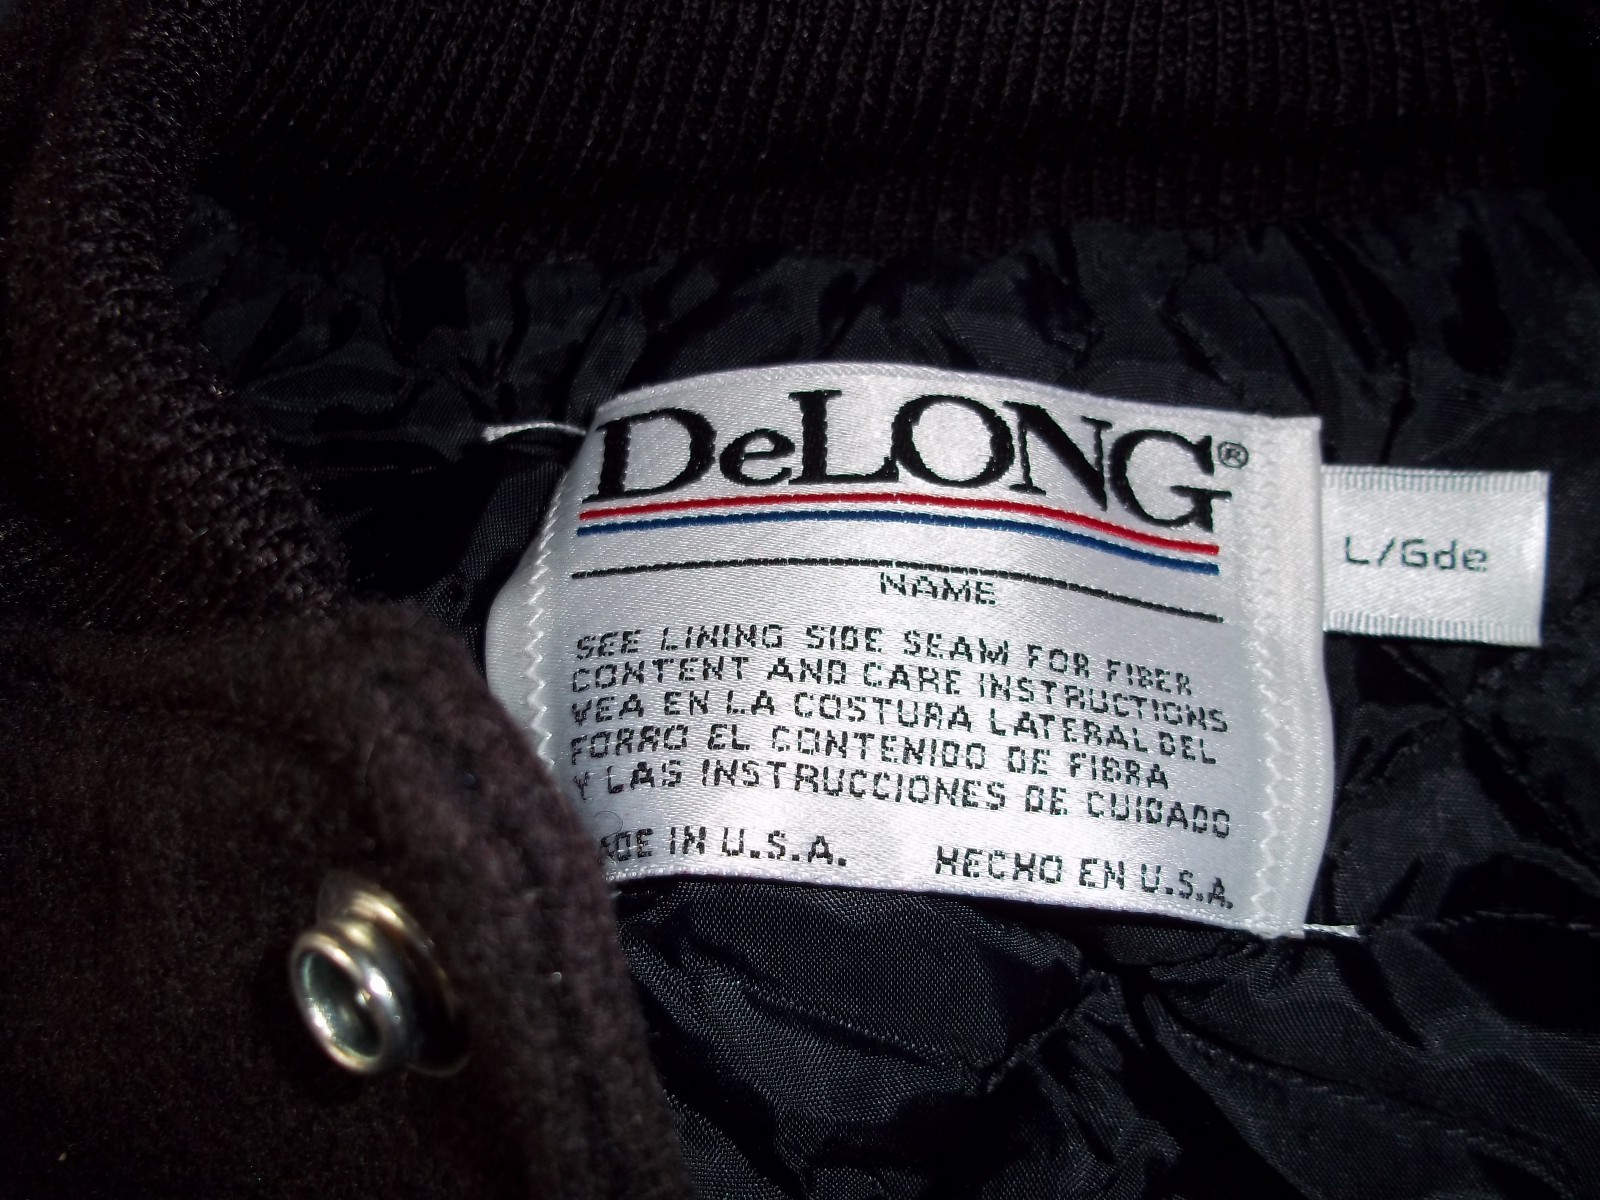 DeLONG®
L/Gde
NAME
SEE LINING SIDE SEAM FOR FIBER
CONTENT AND CARE INSTRUCTIONS
VEA EN LA COSTURA LATERAL DEL
FORRO EL CONTENIDO DE FIBRA
Y LAS INSTRUCCIONES DE CUIDADO
IN U.S.A. HECHO EN U.S.A.